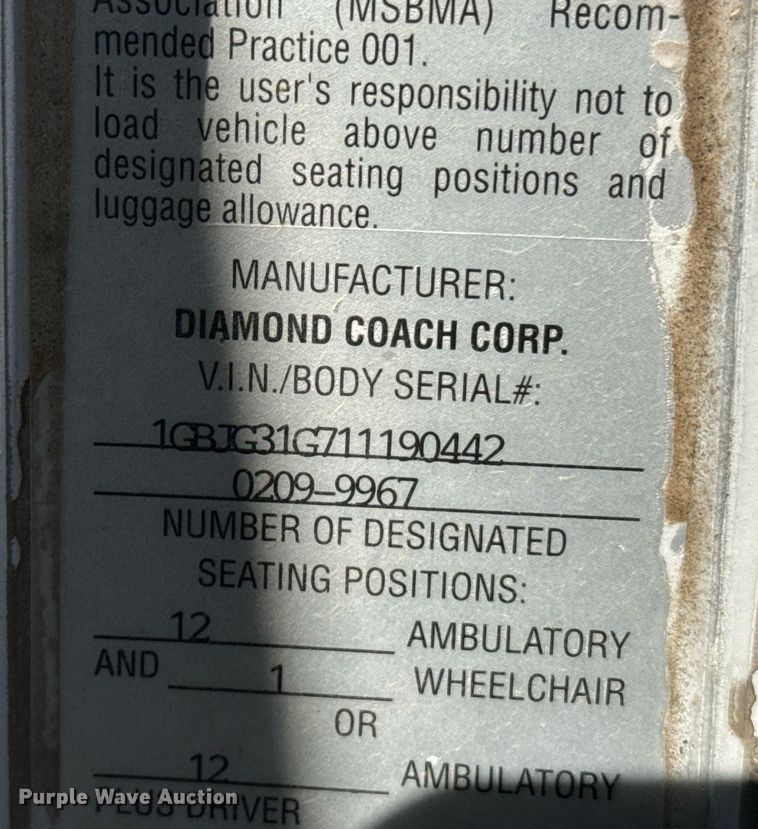 Association (MSBMA) Recom-
mended Practice 001.
It is the user's responsibility not to
load vehicle above number of
designated seating positions and
luggage allowance.
MANUFACTURER:
DIAMOND COACH CORP.
V.I.N./BODY SERIAL#:
1GBJG31G711190442
0209-9967
NUMBER OF DESIGNATED
SEATING POSITIONS:
12 AMBULATORY
AND 1 WHEELCHAIR
OR
12 AMBULATORY
PLUS DRIVER
Purple Wave Auction